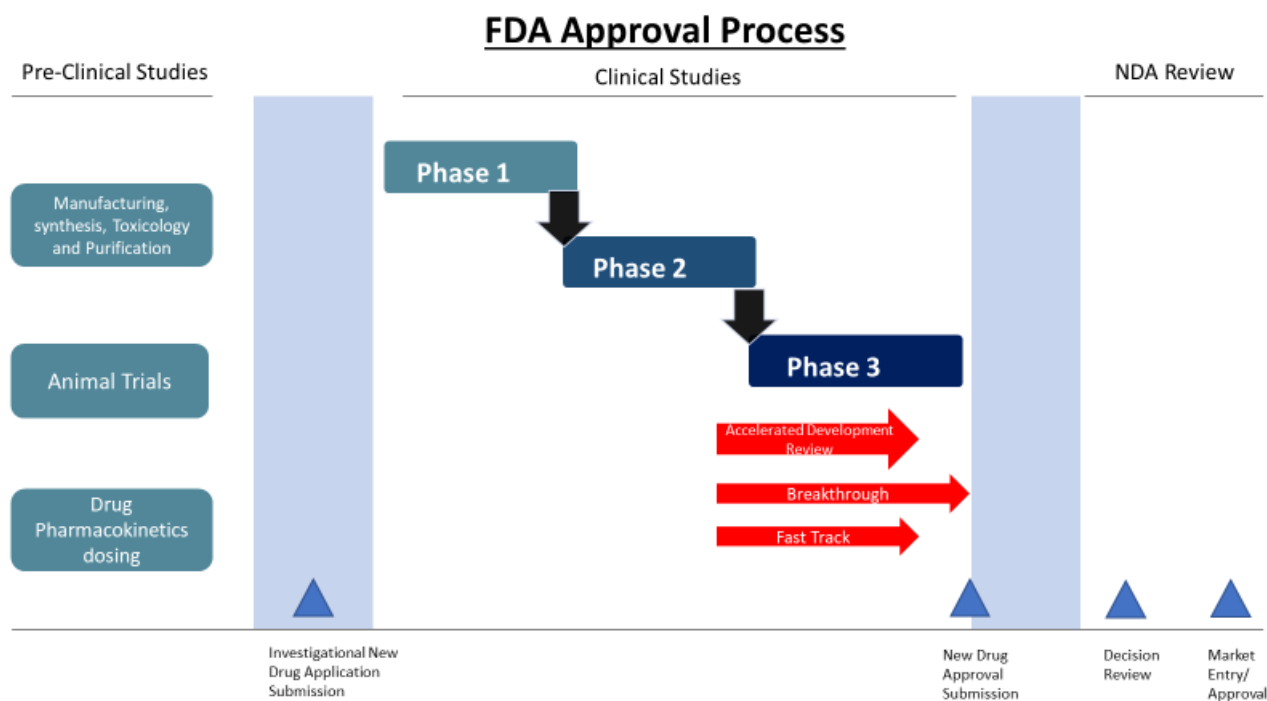 FDA Approval Process
Pre-Clinical Studies
Clinical Studies
NDA Review
Manufacturing,
synthesis, Toxicology
and Purification
Animal Trials
Drug
Pharmacokinetics
dosing
Phase 1
Phase 2
Phase 3
Accelerated Development
Review
Breakthrough
Fast Track
Investigational New
Drug Application
Submission
New Drug
Approval
Submission
Decision
Review
Market
Entry/
Approval